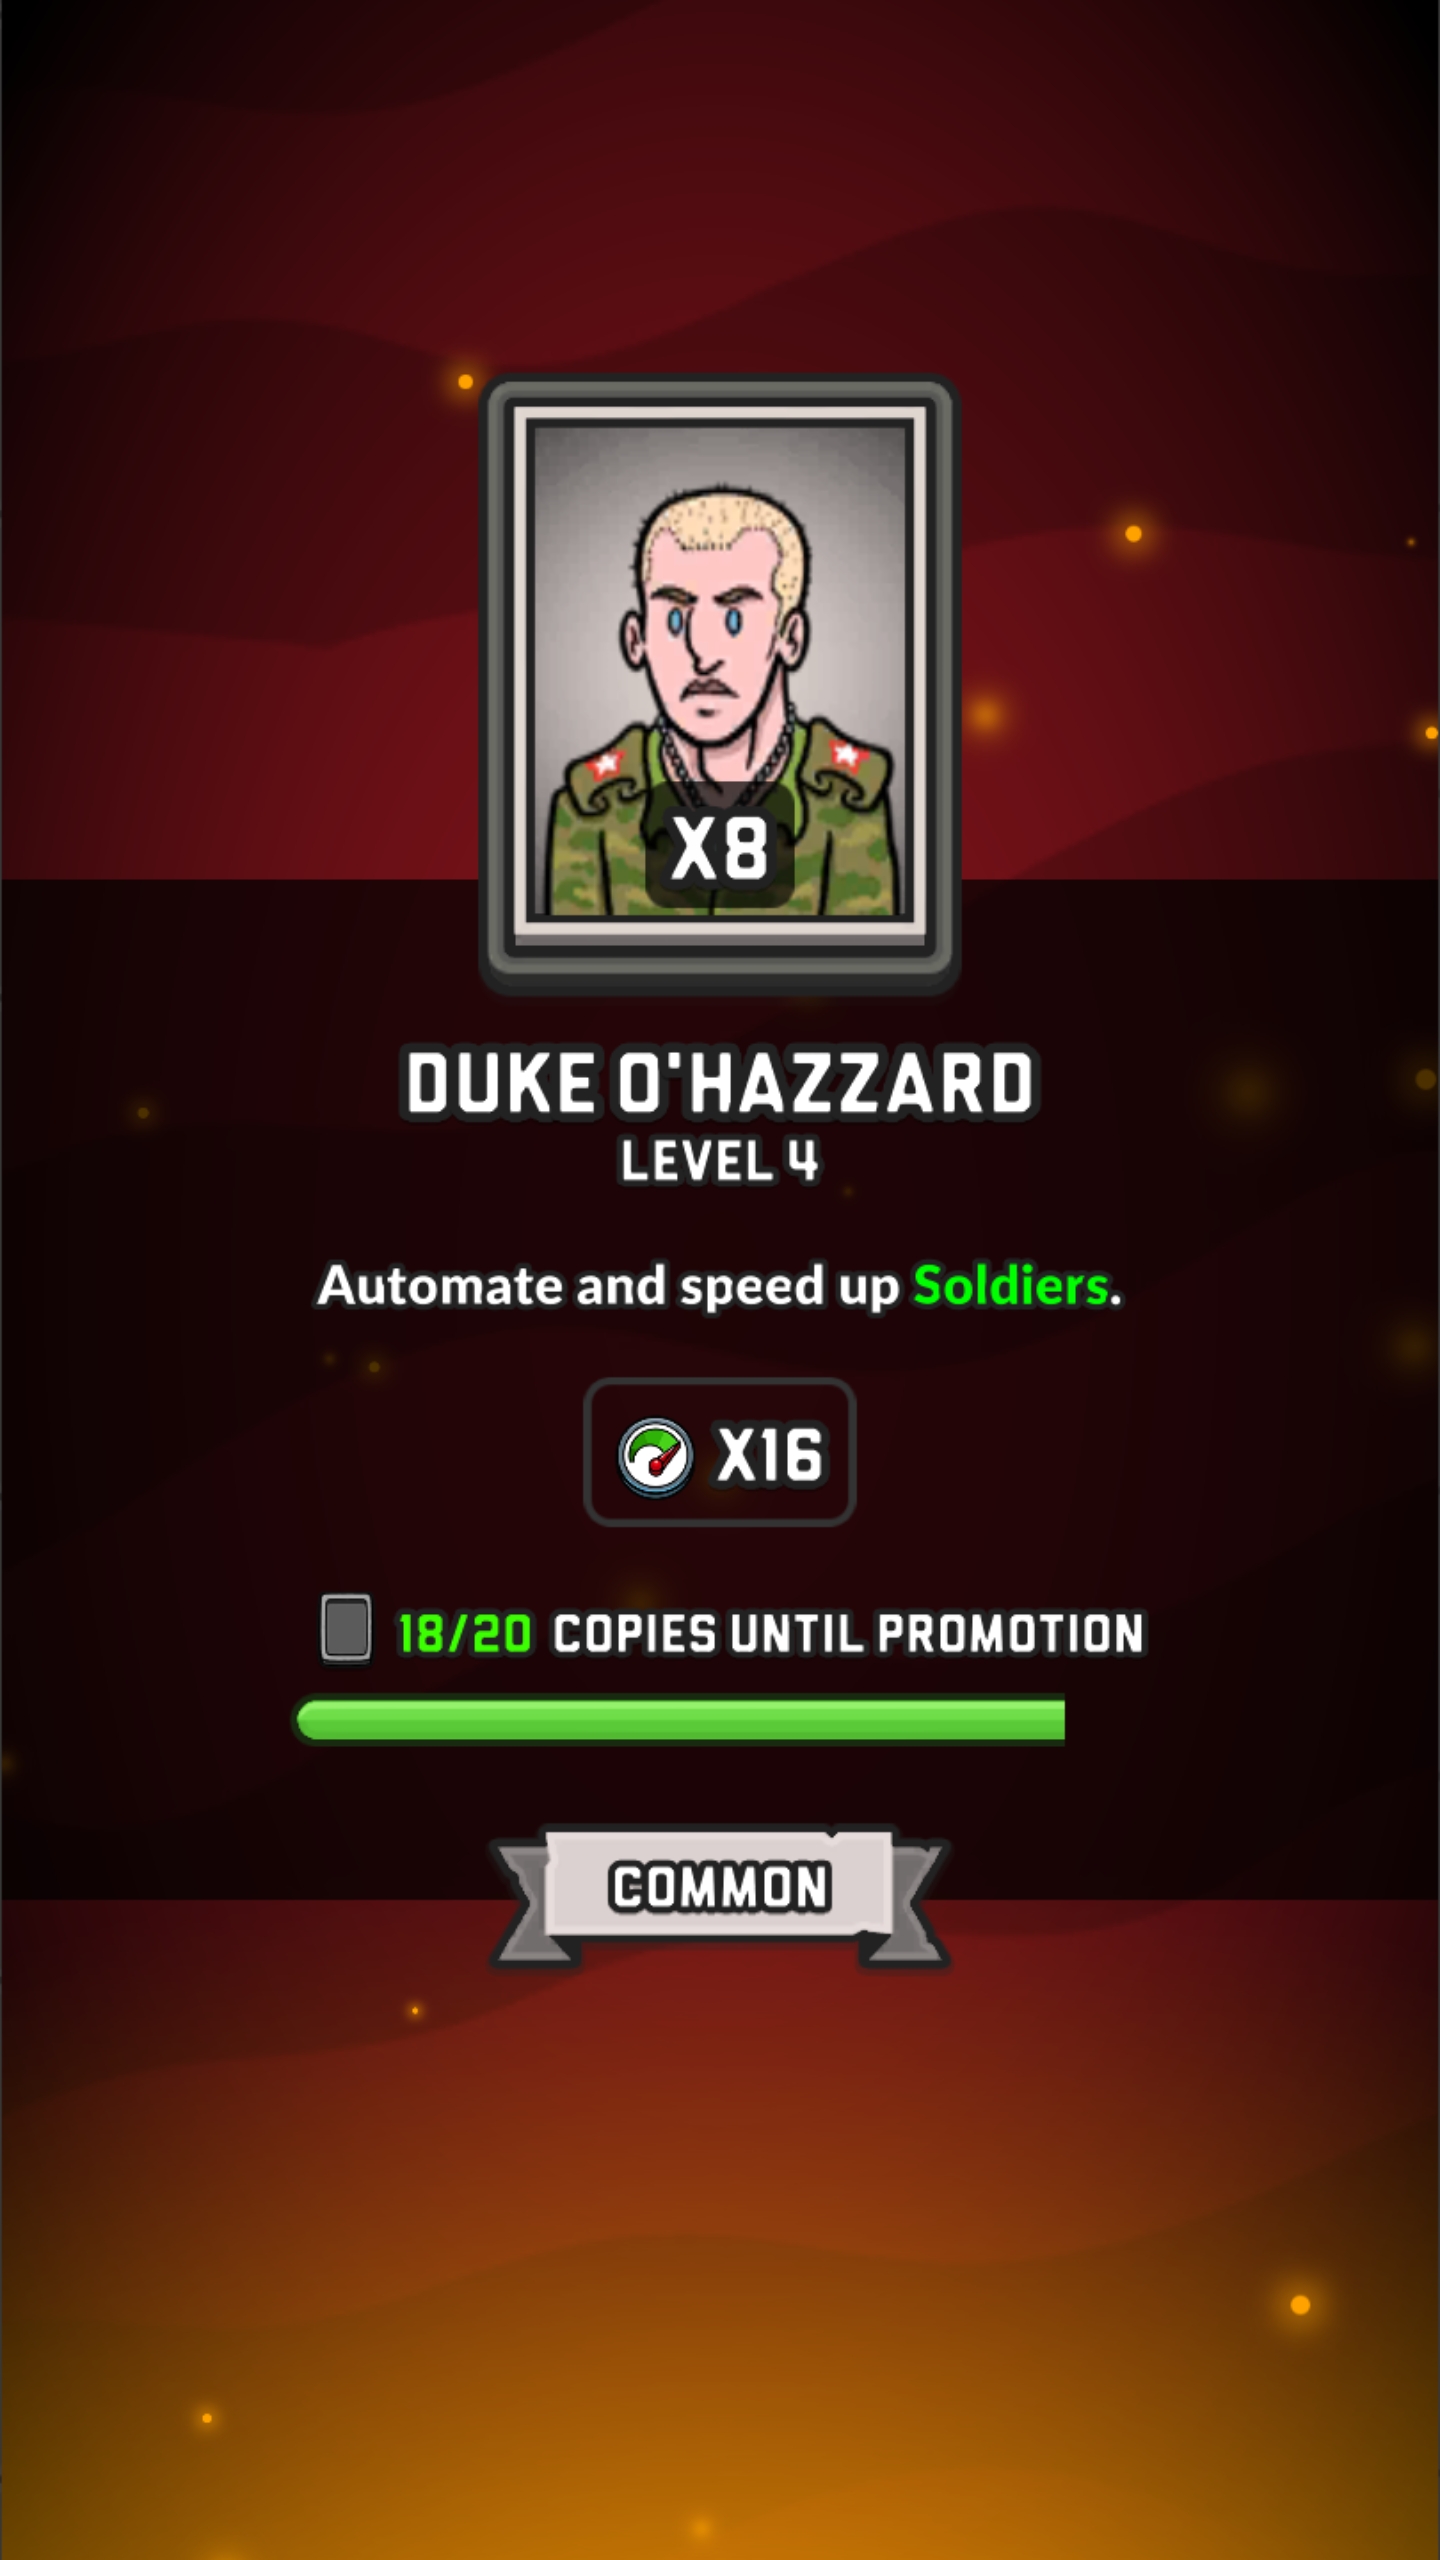 X8
DUKE O'HAZZARD
LEVEL 4
Automate and speed up Soldiers.
X16
18/20 COPIES UNTIL PROMOTION
COMMON